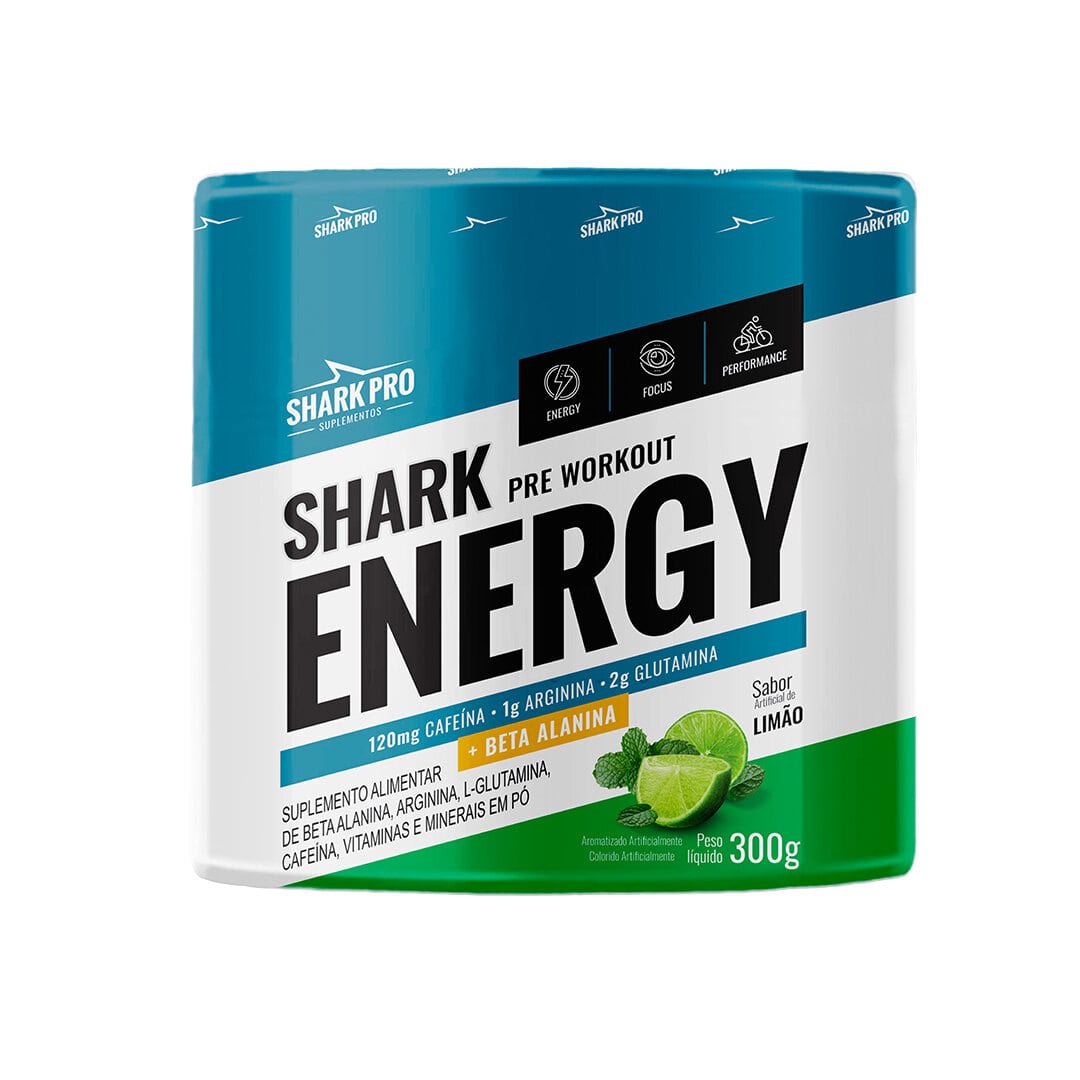 SHARK PRO
SHARK PRO
SHARK PRO
SHARK PRO
SUPLEMENTOS
ENERGY
FOCUS
PERFORMANCE
SHARK PRE WORKOUT
ENERGY
120mg CAFEÍNA • 1g ARGININA • 2g GLUTAMINA
+ BETA ALANINA
Sabor
Artificial de
LIMÃO
SUPLEMENTO ALIMENTAR
DE BETA ALANINA, ARGININA, L-GLUTAMINA,
CAFEÍNA, VITAMINAS E MINERAIS EM PÓ
Aromatizado Artificialmente
Colorido Artificialmente
Peso
líquido 300g